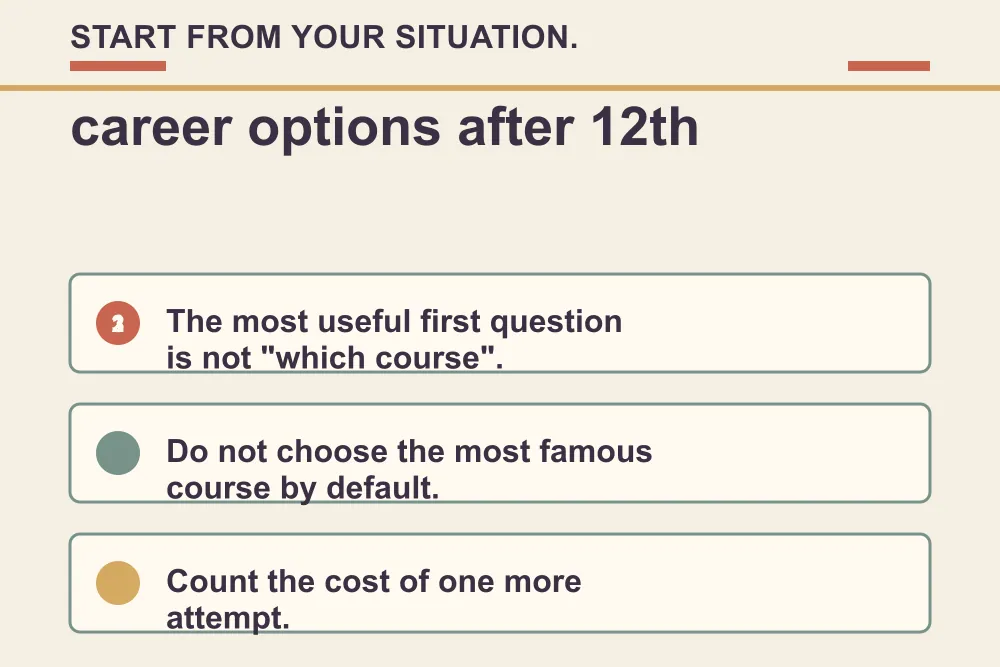 START FROM YOUR SITUATION.
career options after 12th
The most useful first question
is not "which course".
Do not choose the most famous
course by default.
Count the cost of one more
attempt.